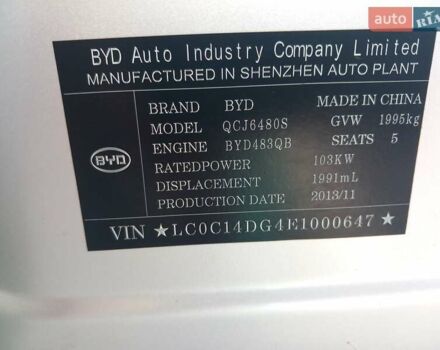 auto RIA
BYD Auto Industry Company Limited
MANUFACTURED IN SHENZHEN AUTO PLANT
BRAND BYD MADE IN CHINA
MODEL QCJ6480S GVW 1995kg
ENGINE BYD483QB SEATS 5
BYD
RATEDPOWER 103KW
DISPLACEMENT 1991mL
PRODUCTION DATE 2013/11
VIN ★LC0C14DG4E1000647★